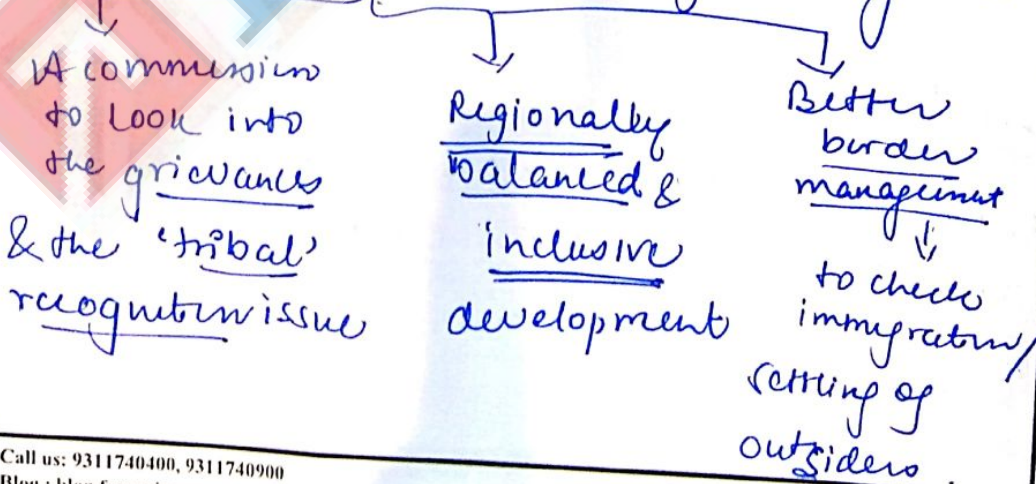 A commission
to look into
the grievances
& the 'tribal'
recognition issue
Regionally
balanced &
inclusive
development
Better
border
management
to check
immigration/
settling of
outsiders
Call us: 9311740400, 9311740900